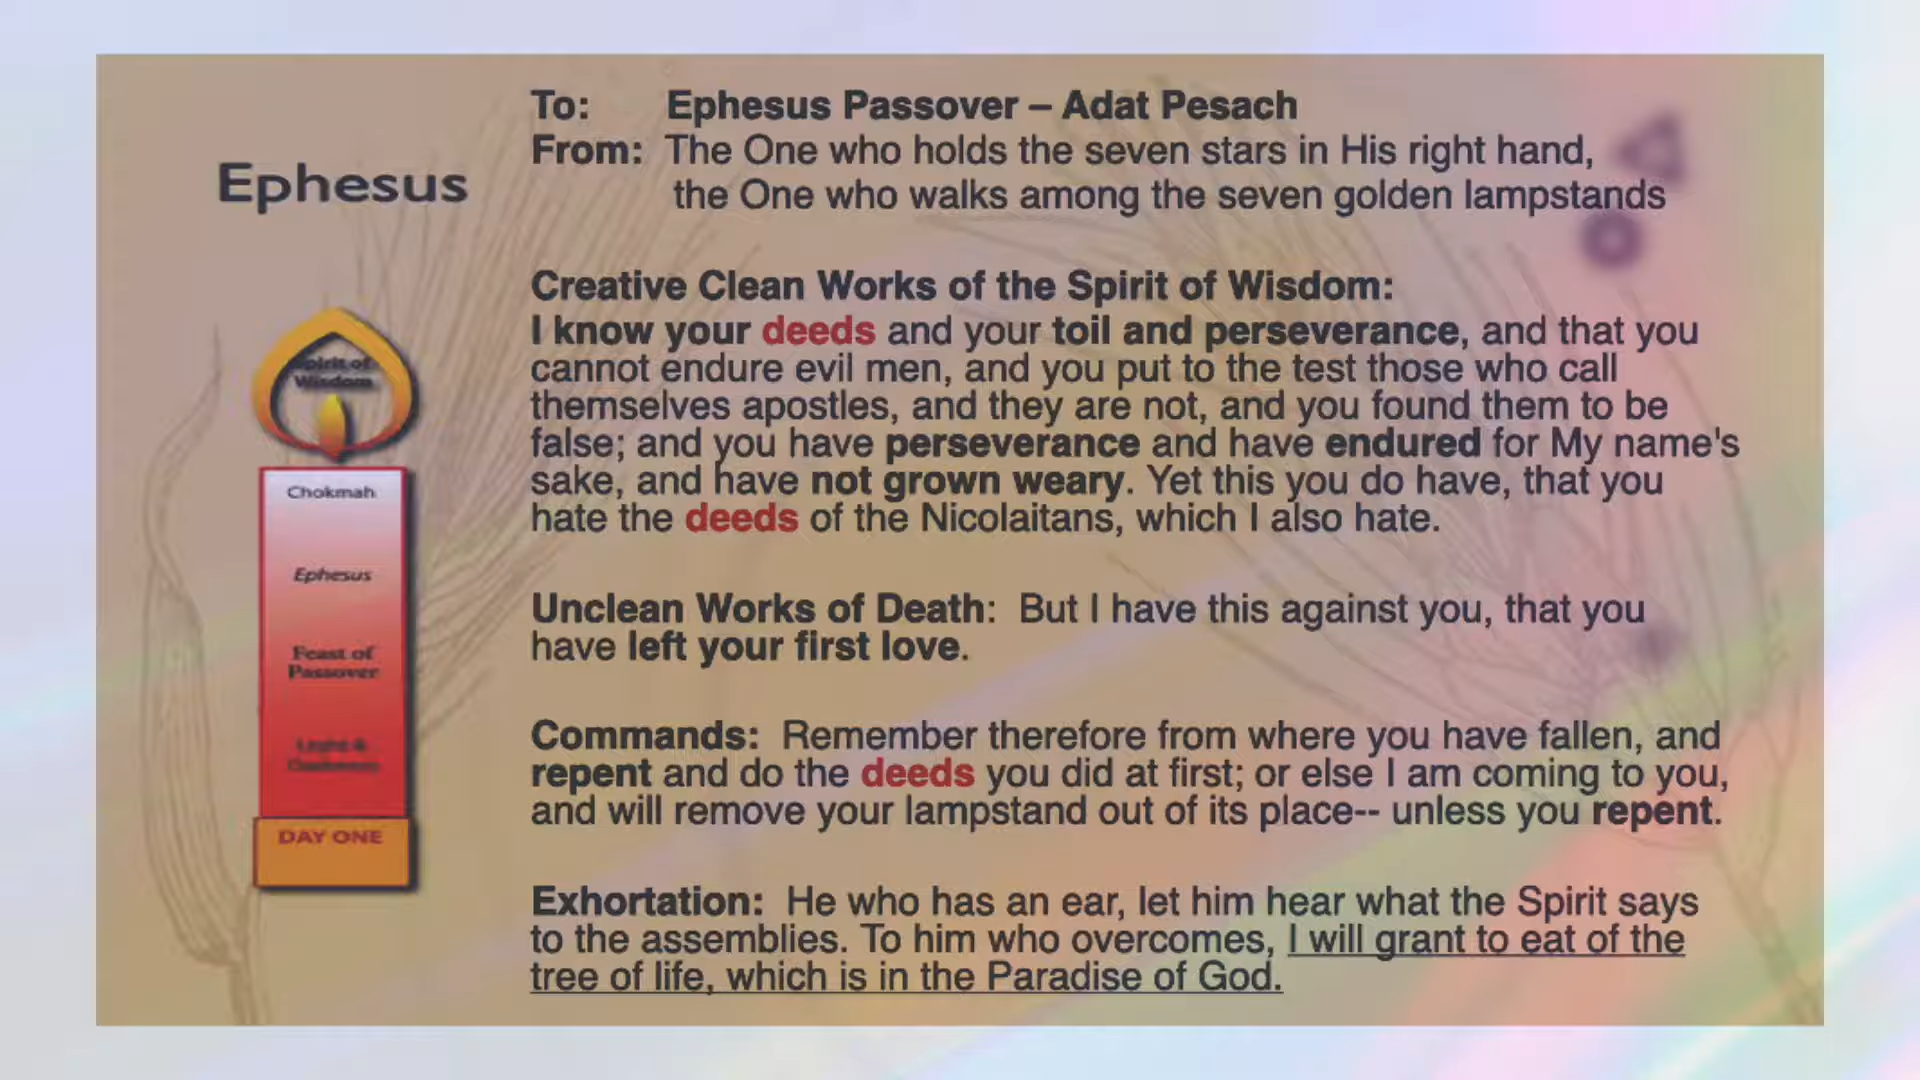 Ephesus
Spirit of
Wisdom
Chokmah
Ephesus
Feast of
Passover
Light &
Darkness
DAY ONE
To: Ephesus Passover – Adat Pesach
From: The One who holds the seven stars in His right hand,
the One who walks among the seven golden lampstands
Creative Clean Works of the Spirit of Wisdom:
I know your deeds and your toil and perseverance, and that you
cannot endure evil men, and you put to the test those who call
themselves apostles, and they are not, and you found them to be
false; and you have perseverance and have endured for My name's
sake, and have not grown weary. Yet this you do have, that you
hate the deeds of the Nicolaitans, which I also hate.
Unclean Works of Death: But I have this against you, that you
have left your first love.
Commands: Remember therefore from where you have fallen, and
repent and do the deeds you did at first; or else I am coming to you,
and will remove your lampstand out of its place-- unless you repent.
Exhortation: He who has an ear, let him hear what the Spirit says
to the assemblies. To him who overcomes, I will grant to eat of the
tree of life, which is in the Paradise of God.